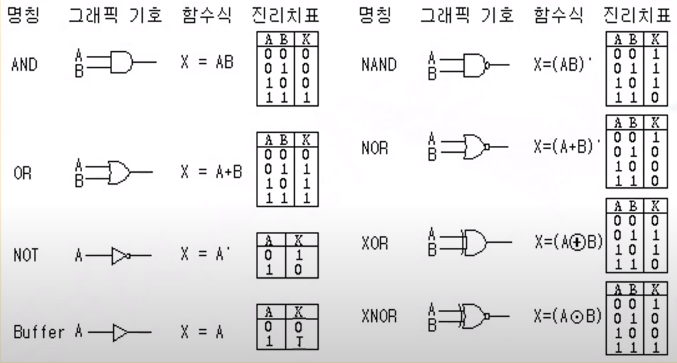 명칭 그래픽 기호 함수식 진리치표
AND
A
B
X = AB
A B X
0 0 0
0 1 0
1 0 0
1 1 1
OR
A
B
X = A+B
A B X
0 0 0
0 1 1
1 0 1
1 1 1
NOT
A
X = A'
A X
0 1
1 0
Buffer
A
X = A
A X
0 0
1 1
명칭 그래픽 기호 함수식 진리치표
NAND
A
B
X=(AB)'
A B X
0 0 1
0 1 1
1 0 1
1 1 0
NOR
A
B
X=(A+B)'
A B X
0 0 1
0 1 0
1 0 0
1 1 0
XOR
A
B
X=(A⊕B)
A B X
0 0 0
0 1 1
1 0 1
1 1 0
XNOR
A
B
X=(A⊙B)
A B X
0 0 1
0 1 0
1 0 0
1 1 1